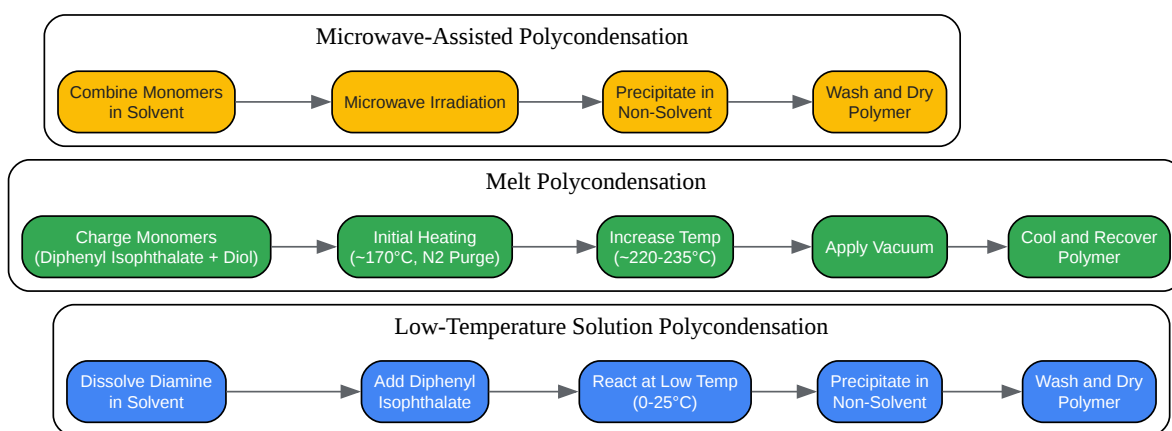 Microwave-Assisted Polycondensation
Combine Monomers
in Solvent
Microwave Irradiation
Precipitate in
Non-Solvent
Wash and Dry
Polymer
Melt Polycondensation
Charge Monomers
(Diphenyl Isophthalate + Diol)
Initial Heating
(~170°C, N2 Purge)
Increase Temp
(~220-235°C)
Apply Vacuum
Cool and Recover
Polymer
Low-Temperature Solution Polycondensation
Dissolve Diamine
in Solvent
Add Diphenyl
Isophthalate
React at Low Temp
(0-25°C)
Precipitate in
Non-Solvent
Wash and Dry
Polymer